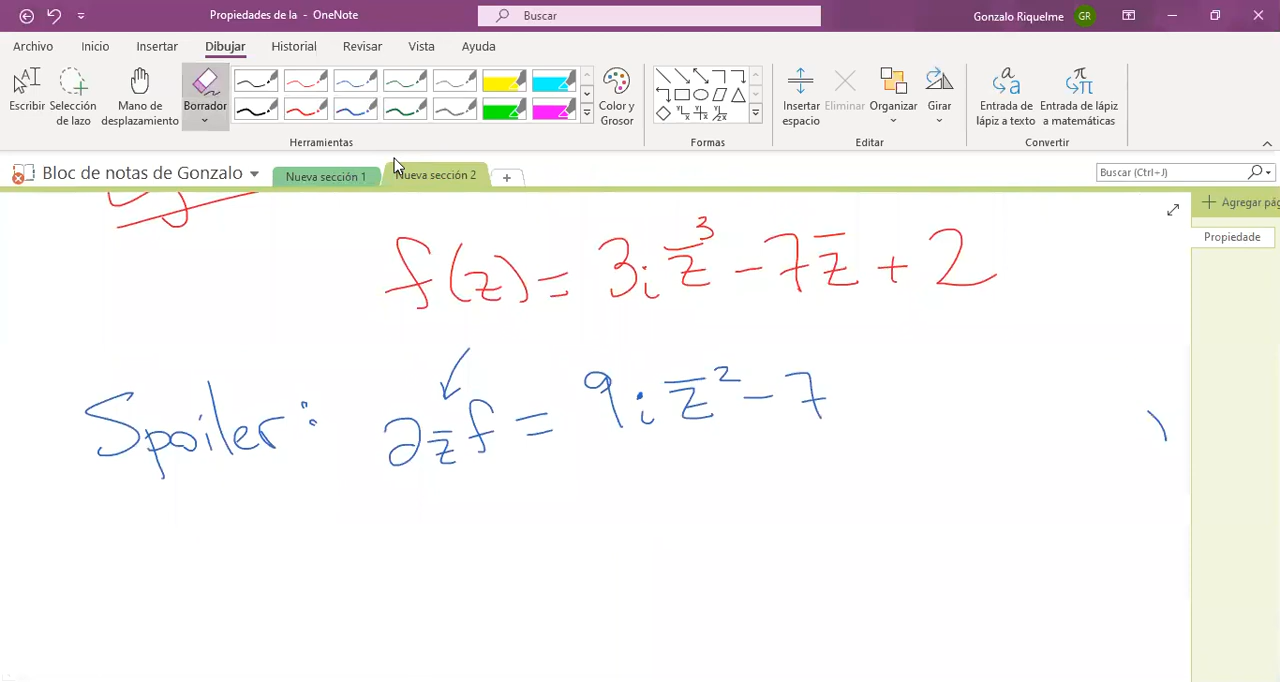 Propiedades de la - OneNote
Buscar
Gonzalo Riquelme GR
Archivo Inicio Insertar Dibujar Historial Revisar Vista Ayuda
Escribir
Selección de lazo
Mano de desplazamiento
Borrador
Color y Grosor
Insertar espacio
Eliminar
Organizar
Girar
Entrada de lápiz a texto
Entrada de lápiz a matemáticas
Herramientas
Formas
Editar
Convertir
Bloc de notas de Gonzalo
Nueva sección 1
Nueva sección 2
Buscar (Ctrl+J)
Agregar pág
Propiedade
f(z) = 3i z̅³ - 7z̅ + 2
Spoiler: ∂z̅ f = 9i z̅² - 7